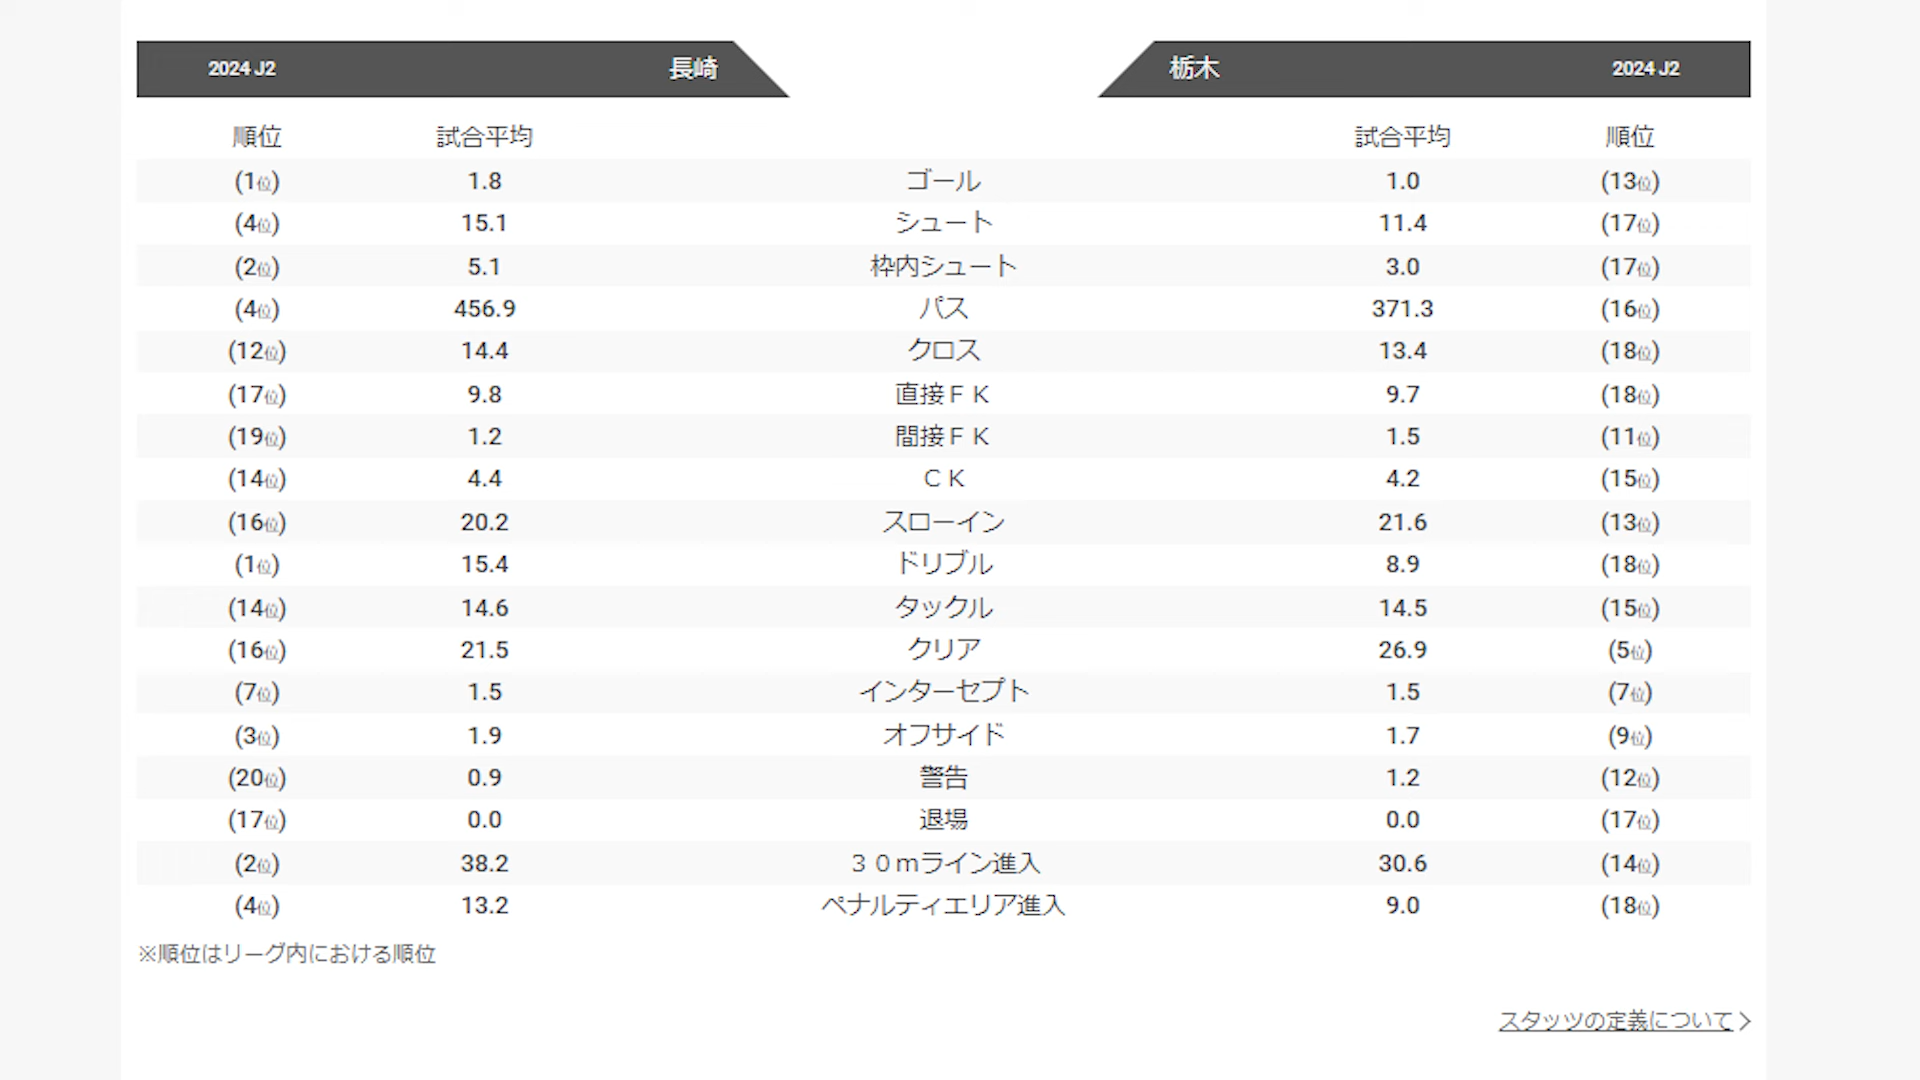 2024 J2 長崎 栃木 2024 J2
順位 試合平均 試合平均 順位
(1位) 1.8 ゴール 1.0 (13位)
(4位) 15.1 シュート 11.4 (17位)
(2位) 5.1 枠内シュート 3.0 (17位)
(4位) 456.9 パス 371.3 (16位)
(12位) 14.4 クロス 13.4 (18位)
(17位) 9.8 直接ＦＫ 9.7 (18位)
(19位) 1.2 間接ＦＫ 1.5 (11位)
(14位) 4.4 ＣＫ 4.2 (15位)
(16位) 20.2 スローイン 21.6 (13位)
(1位) 15.4 ドリブル 8.9 (18位)
(14位) 14.6 タックル 14.5 (15位)
(16位) 21.5 クリア 26.9 (5位)
(7位) 1.5 インターセプト 1.5 (7位)
(3位) 1.9 オフサイド 1.7 (9位)
(20位) 0.9 警告 1.2 (12位)
(17位) 0.0 退場 0.0 (17位)
(2位) 38.2 ３０ｍライン進入 30.6 (14位)
(4位) 13.2 ペナルティエリア進入 9.0 (18位)
※順位はリーグ内における順位
スタッツの定義について